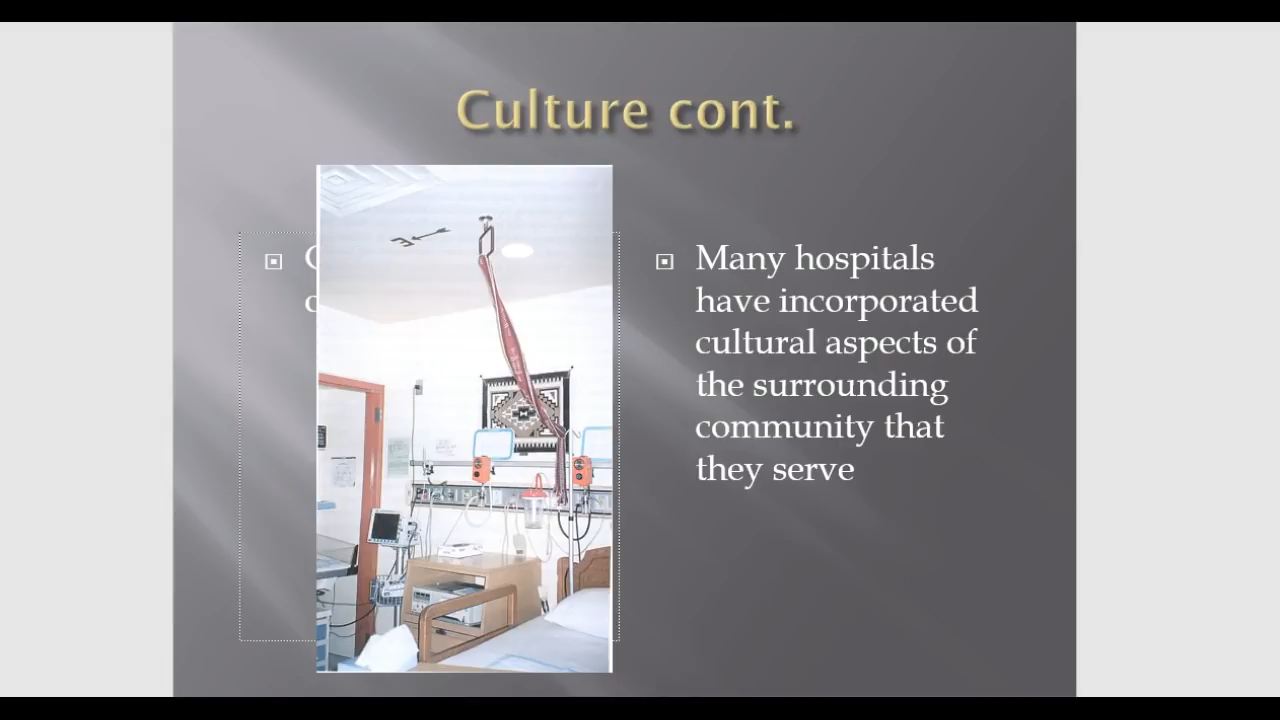 Culture cont.
Many hospitals
have incorporated
cultural aspects of
the surrounding
community that
they serve
E